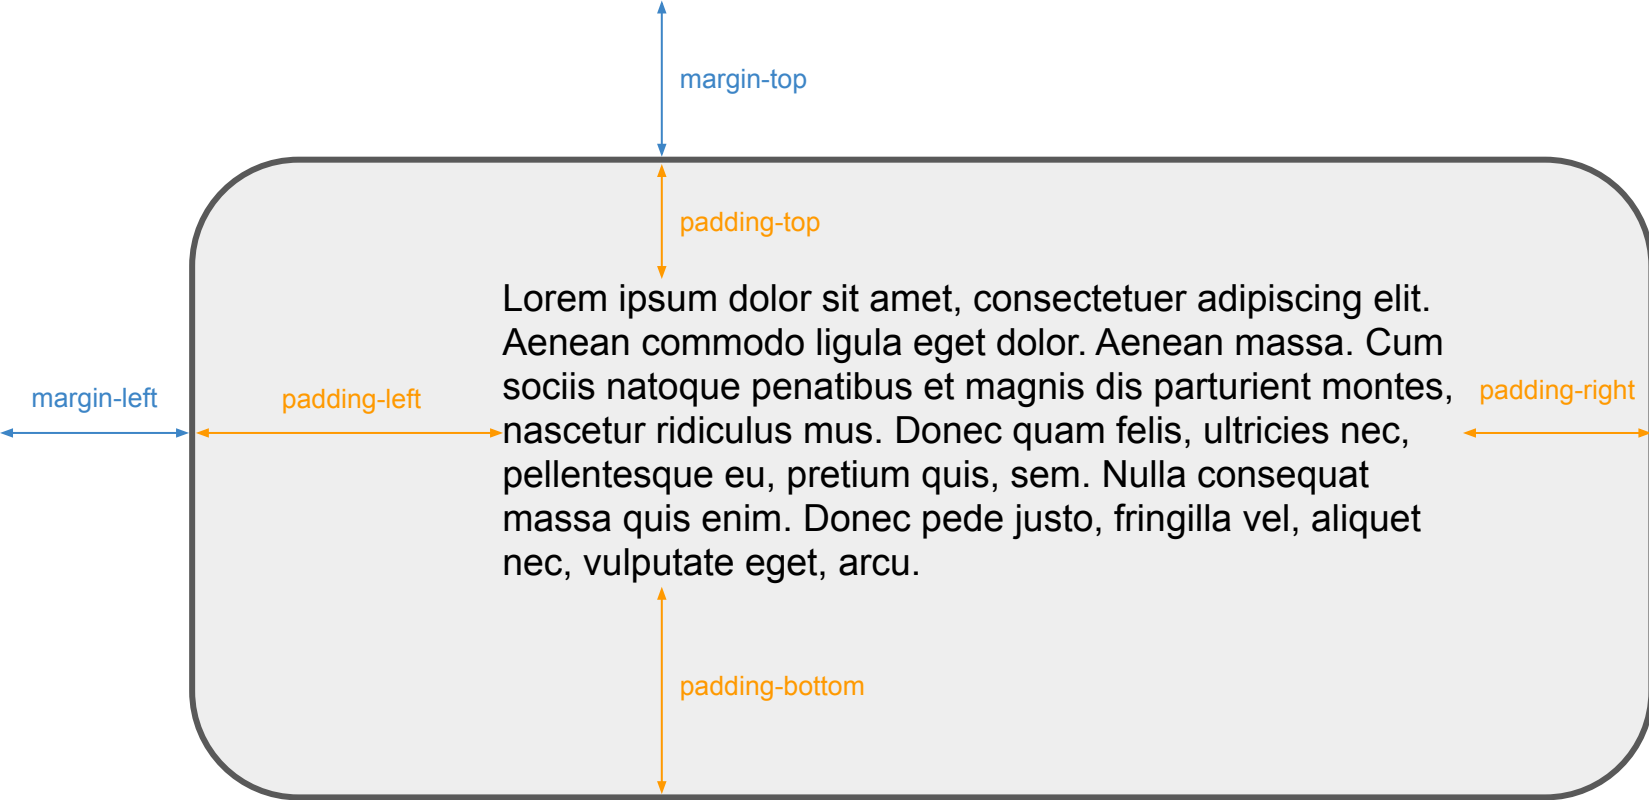 margin-top
padding-top
Lorem ipsum dolor sit amet, consectetuer adipiscing elit.
Aenean commodo ligula eget dolor. Aenean massa. Cum
sociis natoque penatibus et magnis dis parturient montes,
nascetur ridiculus mus. Donec quam felis, ultricies nec,
pellentesque eu, pretium quis, sem. Nulla consequat
massa quis enim. Donec pede justo, fringilla vel, aliquet
nec, vulputate eget, arcu.
margin-left
padding-left
padding-right
padding-bottom